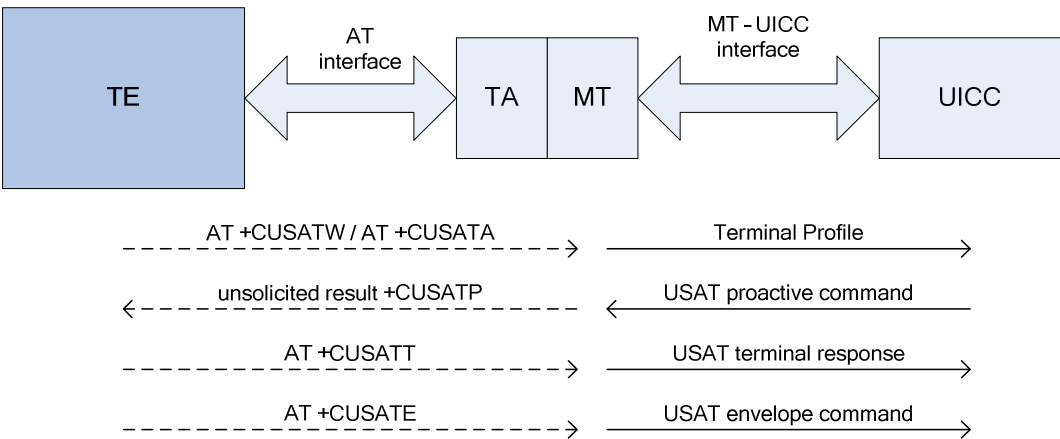 TE
AT
interface
TA
MT
MT - UICC
interface
UICC
AT +CUSATW / AT +CUSATA
Terminal Profile
unsolicited result +CUSATP
USAT proactive command
AT +CUSATT
USAT terminal response
AT +CUSATE
USAT envelope command